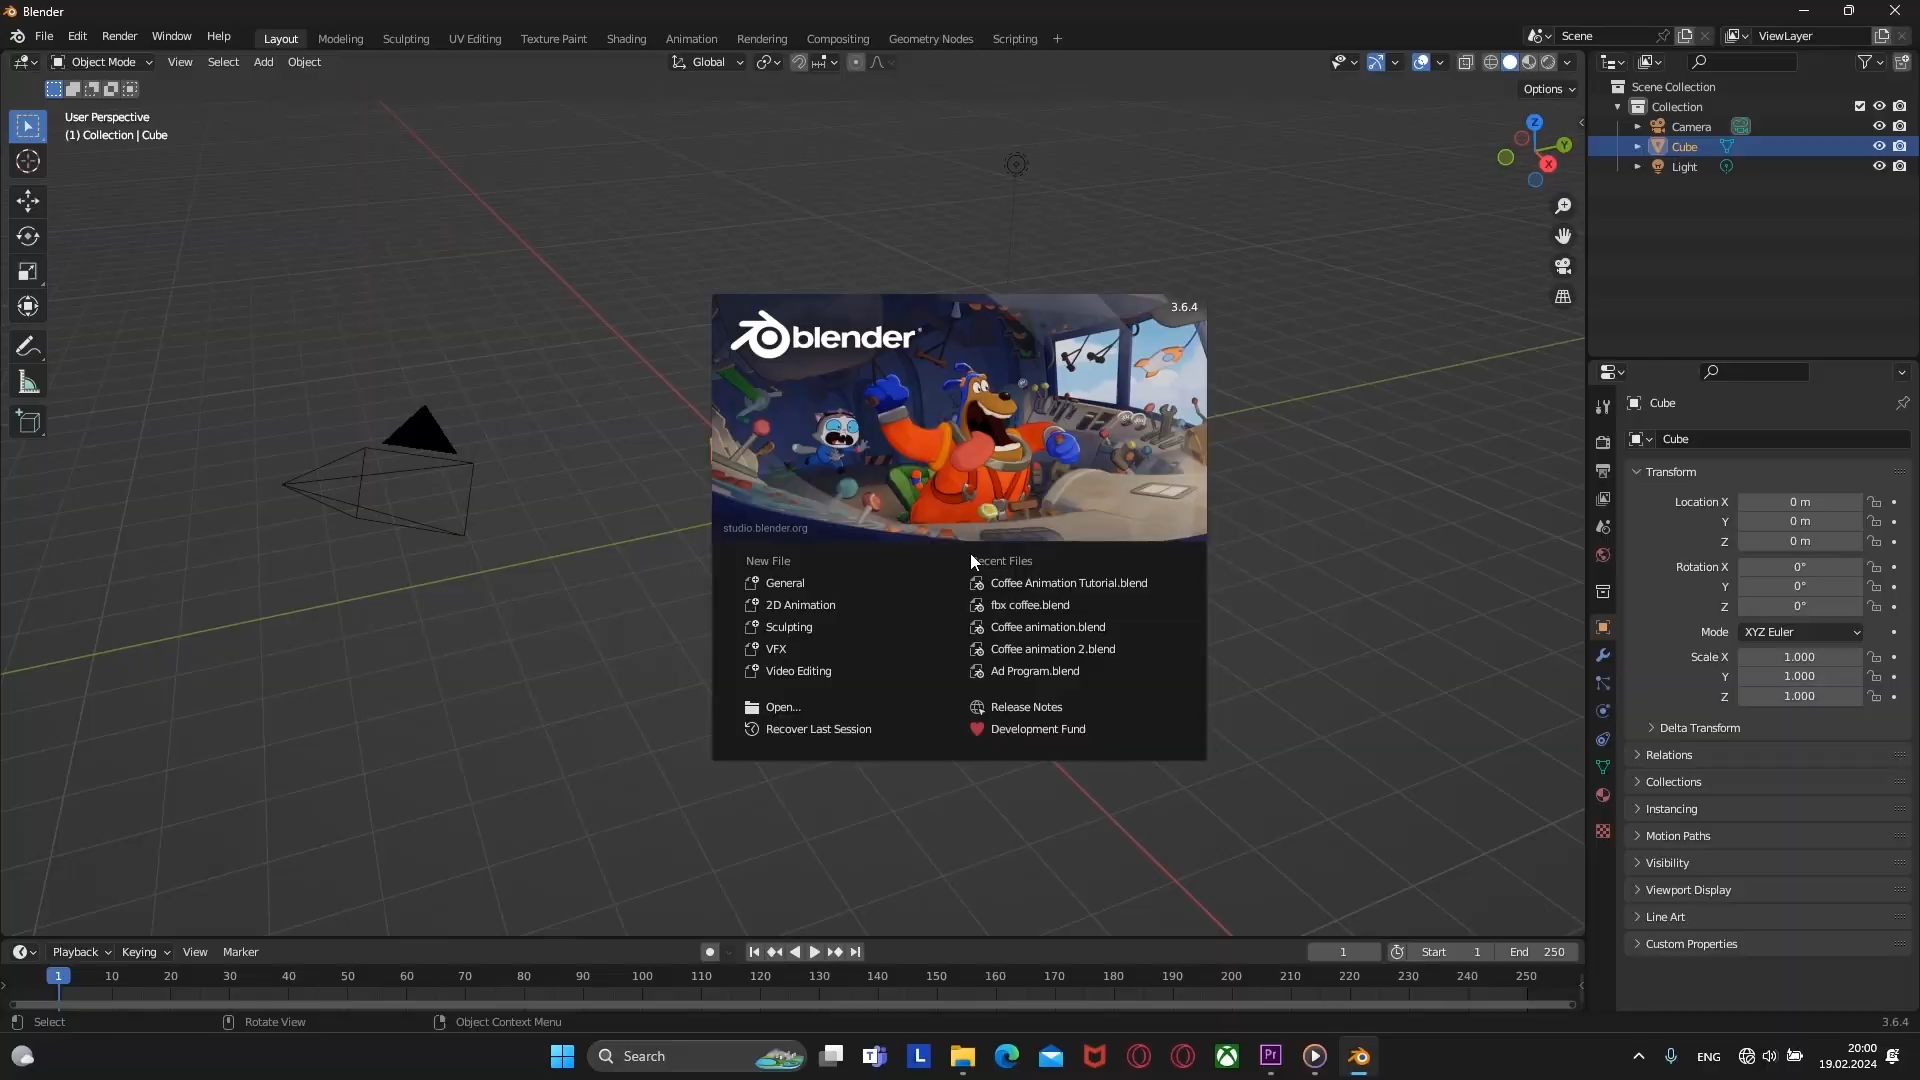 Blender
File Edit Render Window Help
Layout Modeling Sculpting UV Editing Texture Paint Shading Animation Rendering Compositing Geometry Nodes Scripting +
Scene
ViewLayer
Object Mode View Select Add Object
Global
Options
User Perspective
(1) Collection | Cube
Z
Y
X
Scene Collection
Collection
Camera
Cube
Light
3.6.4
blender
studio.blender.org
New File
General
2D Animation
Sculpting
VFX
Video Editing
Open...
Recover Last Session
ecent Files
Coffee Animation Tutorial.blend
fbx coffee.blend
Coffee animation.blend
Coffee animation 2.blend
Ad Program.blend
Release Notes
Development Fund
Cube
Cube
Transform
Location X 0 m
Y 0 m
Z 0 m
Rotation X 0°
Y 0°
Z 0°
Mode XYZ Euler
Scale X 1.000
Y 1.000
Z 1.000
Delta Transform
Relations
Collections
Instancing
Motion Paths
Visibility
Viewport Display
Line Art
Custom Properties
Playback Keying View Marker
1 Start 1 End 250
1 10 20 30 40 50 60 70 80 90 100 110 120 130 140 150 160 170 180 190 200 210 220 230 240 250
Select Rotate View Object Context Menu 3.6.4
Search
L
Pr
ENG
20:00
19.02.2024